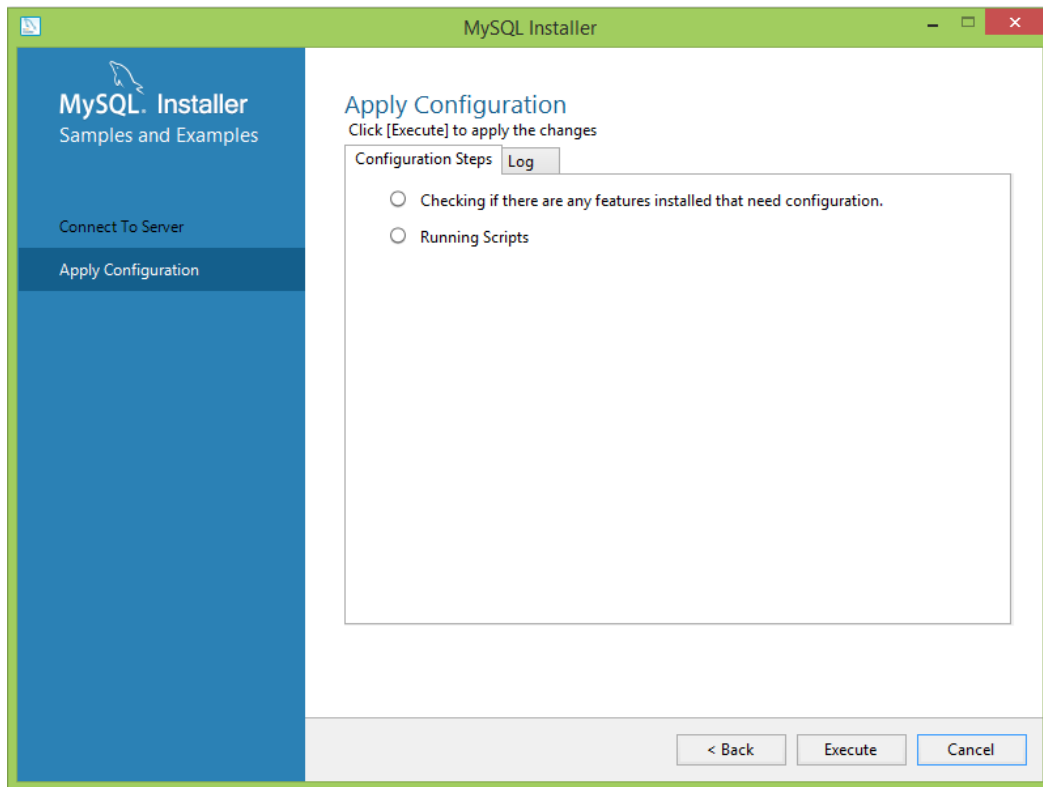 MySQL Installer
MySQL. Installer
Samples and Examples
Connect To Server
Apply Configuration
Apply Configuration
Click [Execute] to apply the changes
Configuration Steps
Log
Checking if there are any features installed that need configuration.
Running Scripts
< Back
Execute
Cancel